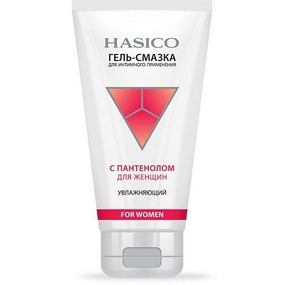 HASICO
ГЕЛЬ-СМАЗКА
ДЛЯ ИНТИМНОГО ПРИМЕНЕНИЯ
С ПАНТЕНОЛОМ
ДЛЯ ЖЕНЩИН
УВЛАЖНЯЮЩИЙ
FOR WOMEN